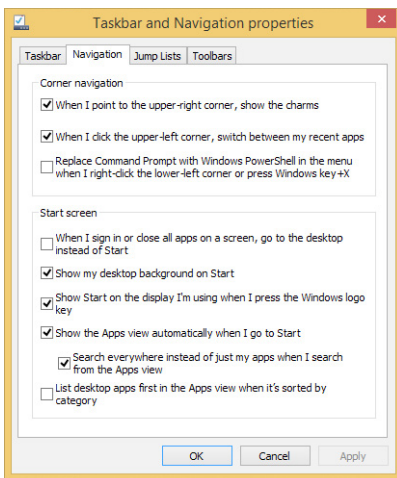 Taskbar and Navigation properties
Taskbar Navigation Jump Lists Toolbars
Corner navigation
When I point to the upper-right corner, show the charms
When I click the upper-left corner, switch between my recent apps
Replace Command Prompt with Windows PowerShell in the menu
when I right-click the lower-left corner or press Windows key+X
Start screen
When I sign in or close all apps on a screen, go to the desktop
instead of Start
Show my desktop background on Start
Show Start on the display I'm using when I press the Windows logo
key
Show the Apps view automatically when I go to Start
Search everywhere instead of just my apps when I search
from the Apps view
List desktop apps first in the Apps view when it's sorted by
category
OK Cancel Apply